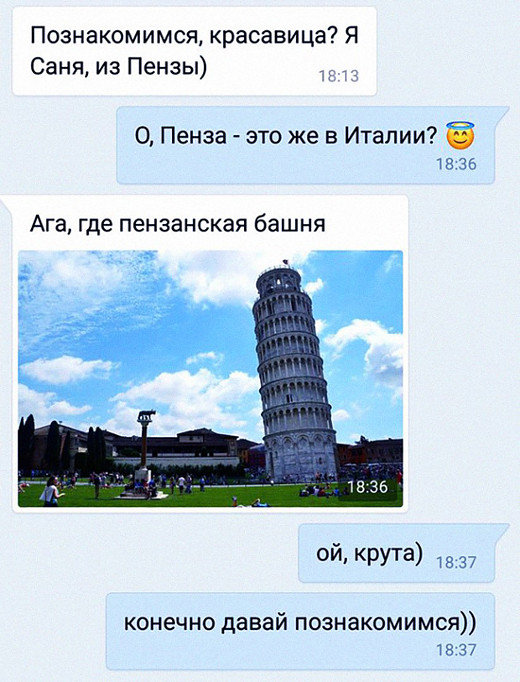 Познакомимся, красавица? Я
Саня, из Пензы)
18:13
О, Пенза - это же в Италии? 😇
18:36
Ага, где пензанская башня
18:36
ой, крута)
18:37
конечно давай познакомимся))
18:37